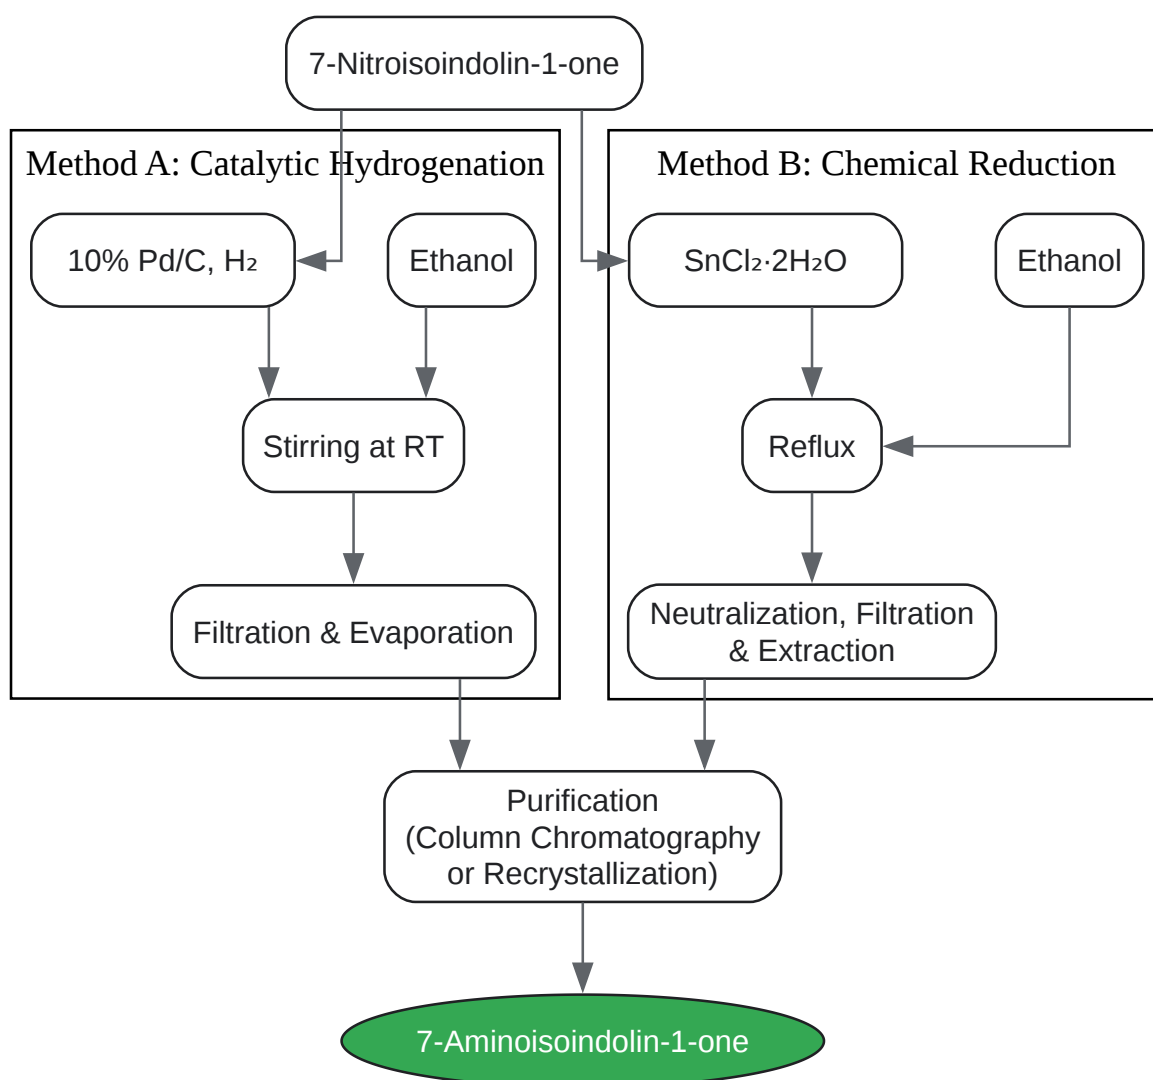 7-Nitroisoindolin-1-one
Method A: Catalytic Hydrogenation
Method B: Chemical Reduction
10% Pd/C, H₂
Ethanol
SnCl₂·2H₂O
Ethanol
Stirring at RT
Reflux
Filtration & Evaporation
Neutralization, Filtration
& Extraction
Purification
(Column Chromatography
or Recrystallization)
7-Aminoisoindolin-1-one